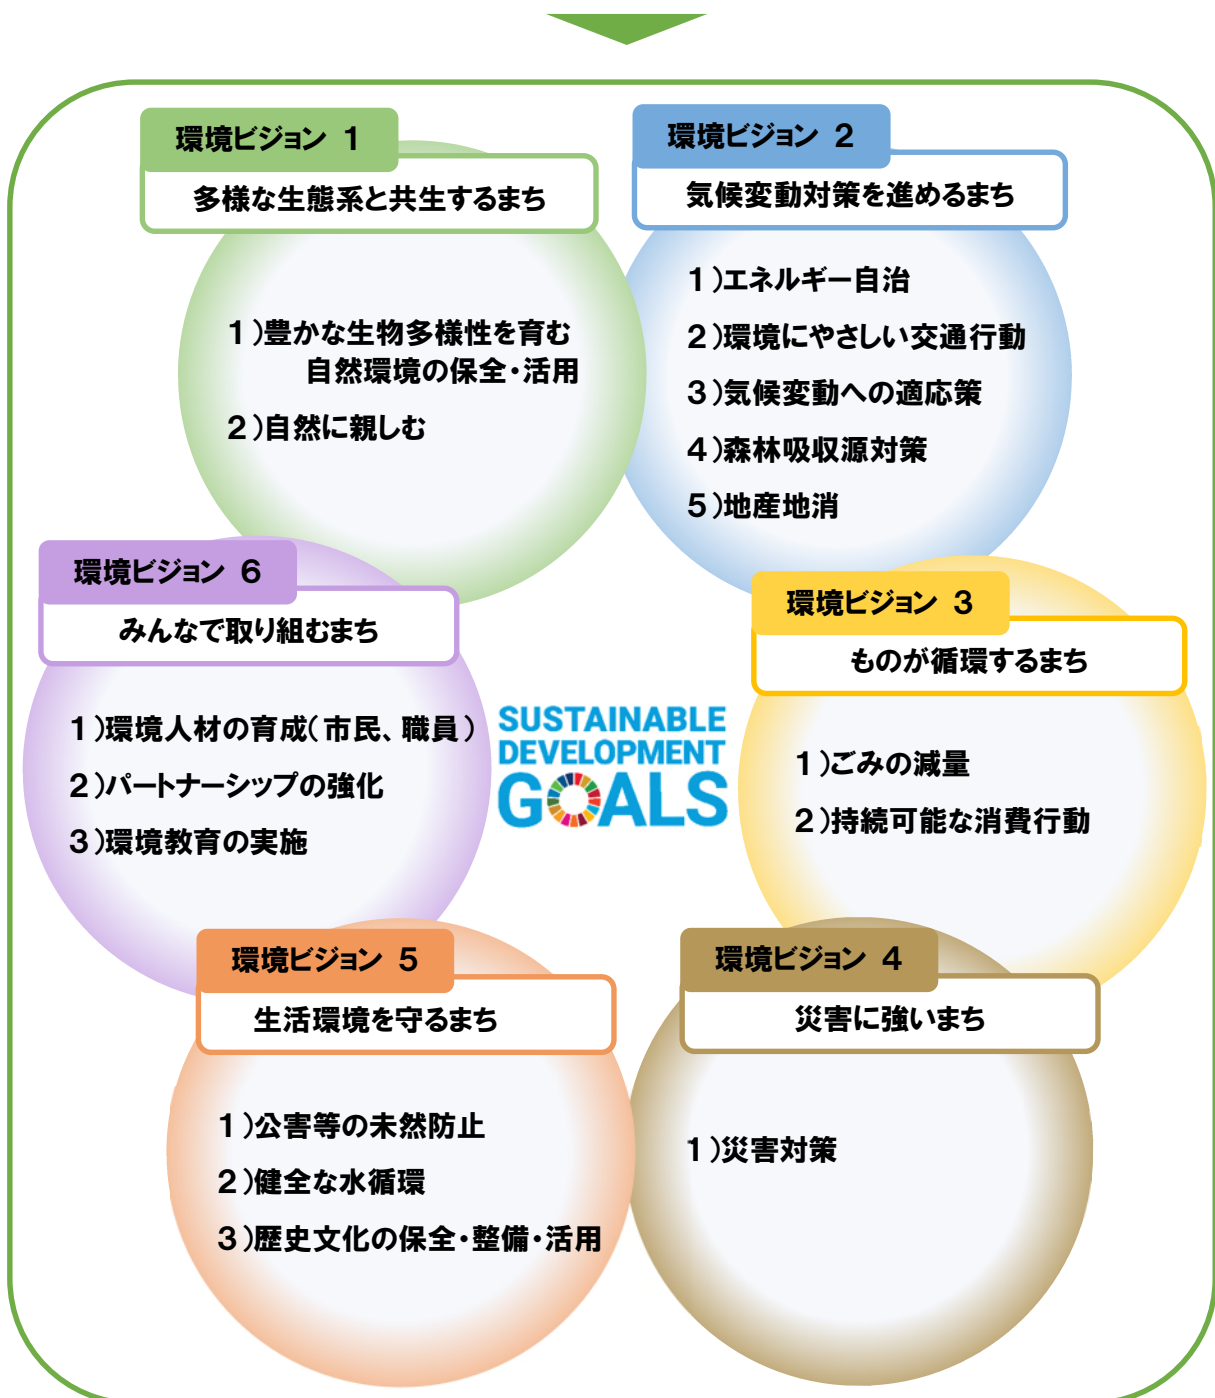 環境ビジョン 1
多様な生態系と共生するまち
1)豊かな生物多様性を育む
自然環境の保全・活用
2)自然に親しむ
環境ビジョン 2
気候変動対策を進めるまち
1)エネルギー自治
2)環境にやさしい交通行動
3)気候変動への適応策
4)森林吸収源対策
5)地産地消
環境ビジョン 3
ものが循環するまち
1)ごみの減量
2)持続可能な消費行動
環境ビジョン 4
災害に強いまち
1)災害対策
環境ビジョン 5
生活環境を守るまち
1)公害等の未然防止
2)健全な水循環
3)歴史文化の保全・整備・活用
環境ビジョン 6
みんなで取り組むまち
1)環境人材の育成(市民、職員)
2)パートナーシップの強化
3)環境教育の実施
SUSTAINABLE
DEVELOPMENT
GOALS